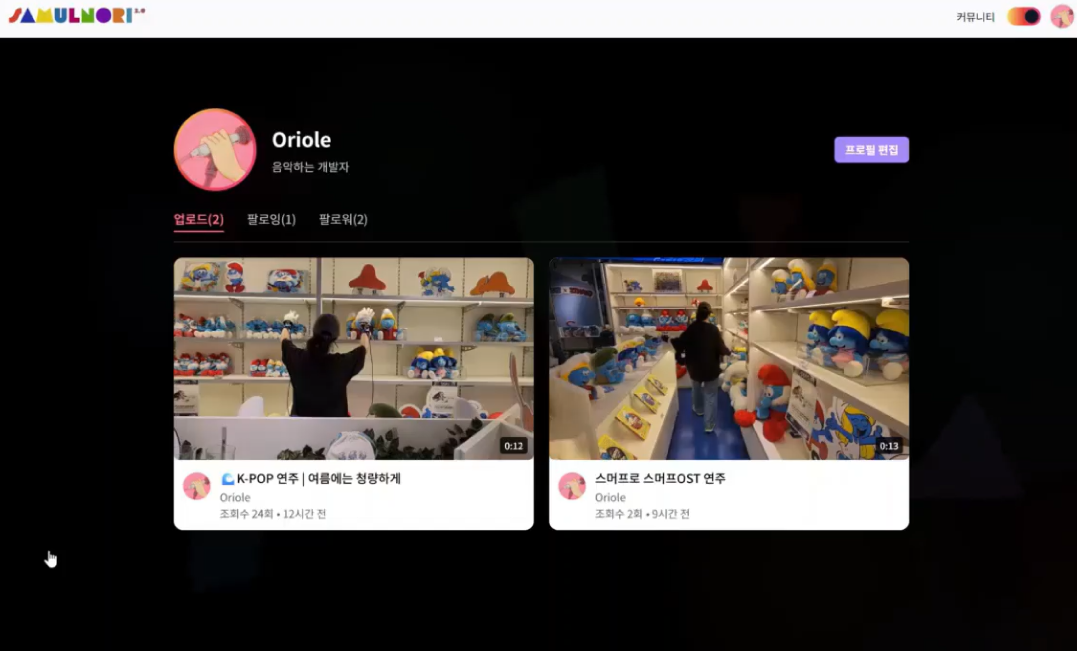 SAMULNORI
커뮤니티
Oriole
음악하는 개발자
프로필 편집
업로드(2) 팔로잉(1) 팔로워(2)
0:12
0:13
🌊K-POP 연주 | 여름에는 청량하게
Oriole
조회수 24회 • 12시간 전
스머프로 스머프OST 연주
Oriole
조회수 2회 • 9시간 전